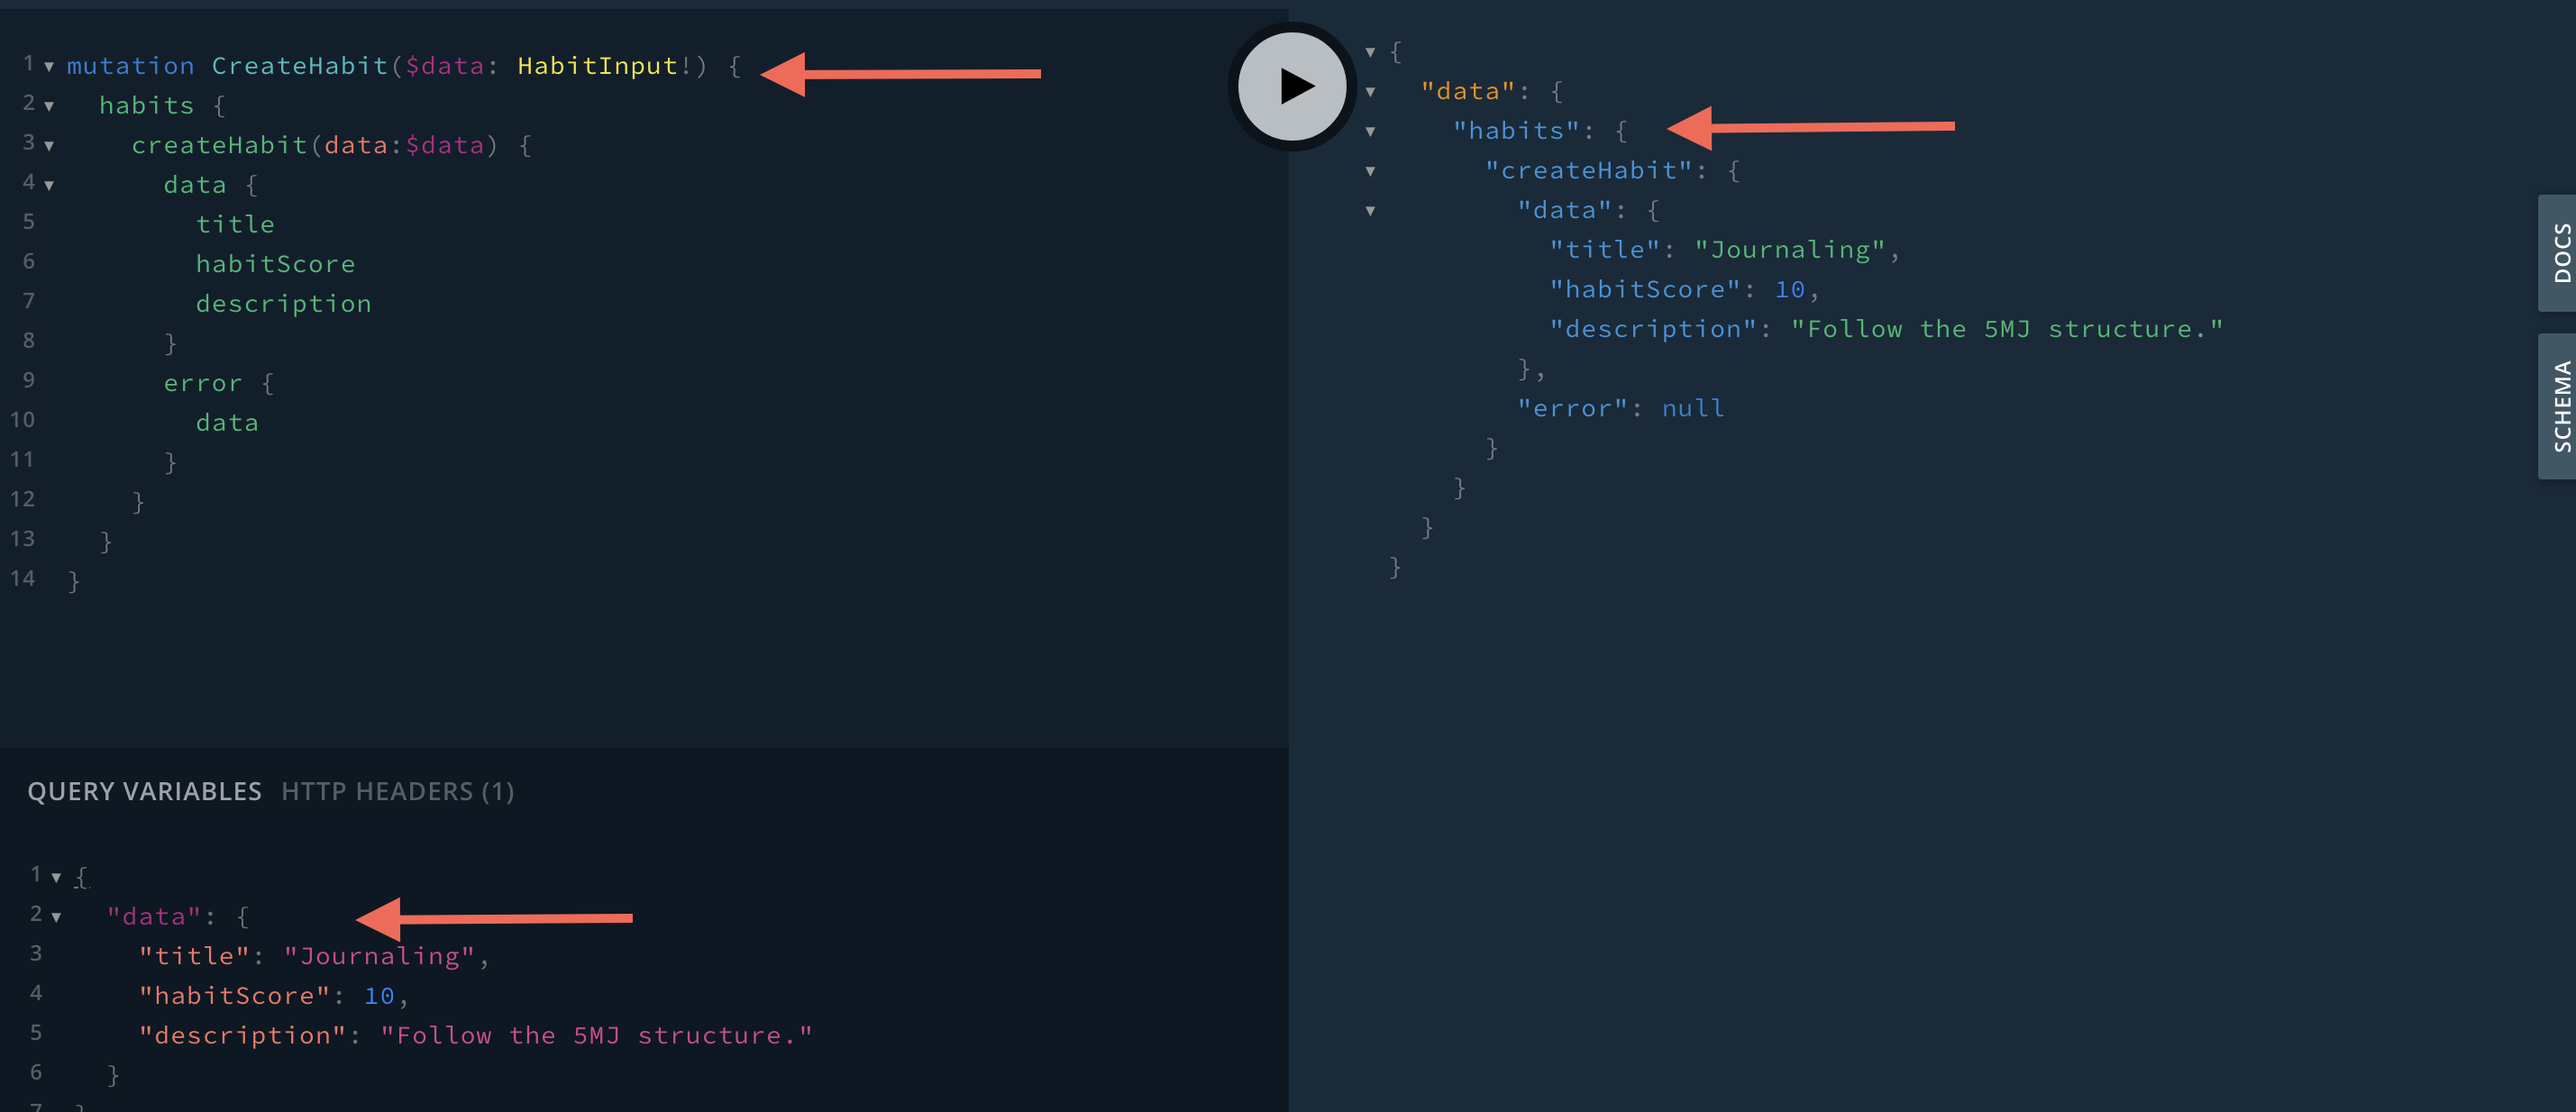 1 ▾ mutation CreateHabit($data: HabitInput!) {
2 ▾   habits {
3 ▾     createHabit(data:$data) {
4 ▾       data {
5         title
6         habitScore
7         description
8       }
9       error {
10         data
11       }
12     }
13   }
14 }
QUERY VARIABLES HTTP HEADERS (1)
1 ▾ {
2 ▾   "data": {
3     "title": "Journaling",
4     "habitScore": 10,
5     "description": "Follow the 5MJ structure."
6   }
7 }
▾ {
▾   "data": {
▾     "habits": {
▾       "createHabit": {
▾         "data": {
          "title": "Journaling",
          "habitScore": 10,
          "description": "Follow the 5MJ structure."
        },
        "error": null
      }
    }
  }
}
DOCS
SCHEMA